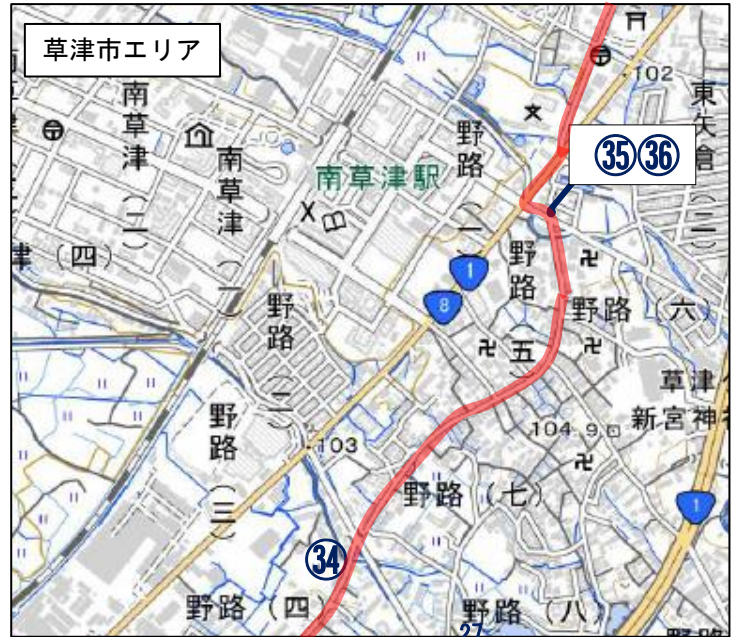 草津市エリア
102
南草津（二）
南草津（一）
南草津駅
野路（一）
東矢倉（二）
㉟㊱
津（四）
1
8
野路（五）
野路（六）
野路（二）
草津
新宮神社
104.9
103
野路（三）
野路（七）
1
㉞
野路（四）
野路（八）
27
野路